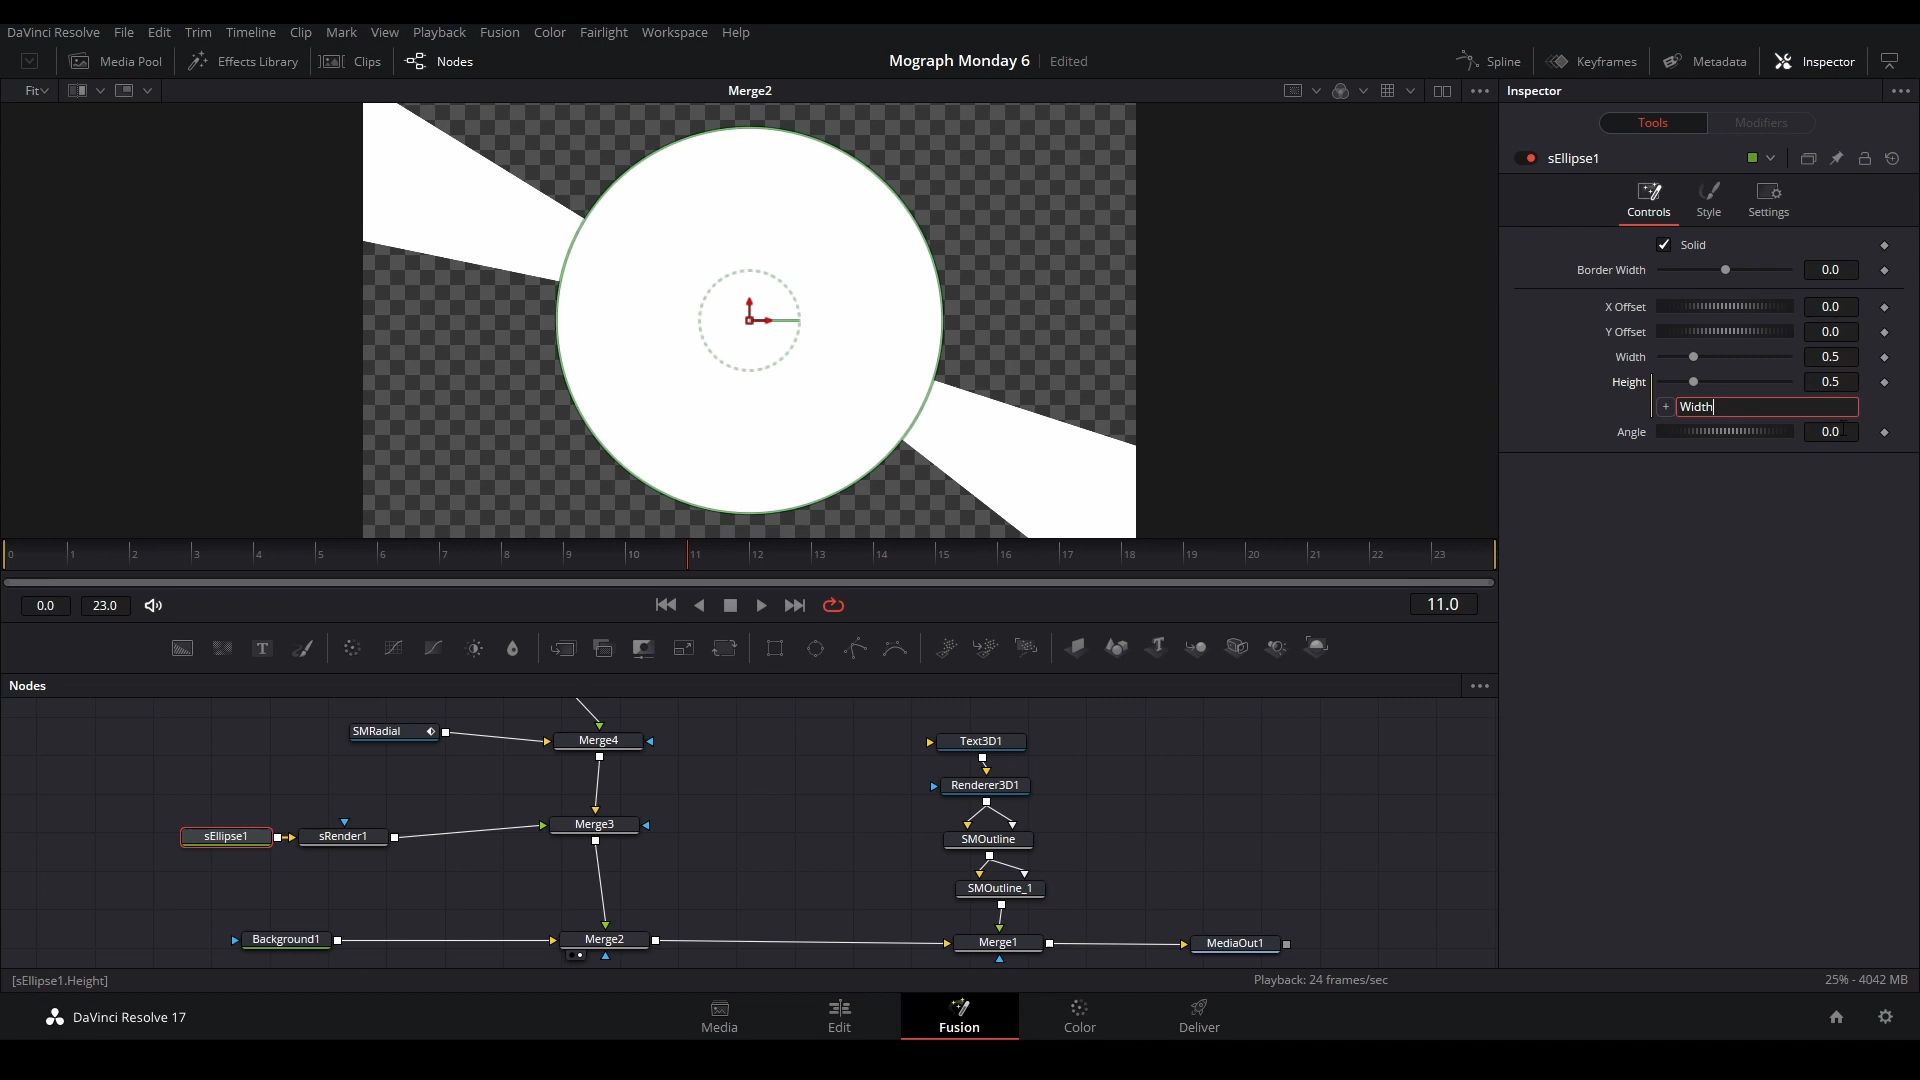 DaVinci Resolve File Edit Trim Timeline Clip Mark View Playback Fusion Color Fairlight Workspace Help
Media Pool Effects Library Clips Nodes Mograph Monday 6 Edited Spline Keyframes Metadata Inspector
Fit Merge2 Inspector
Tools Modifiers
sEllipse1
Controls Style Settings
Solid
Border Width 0.0
X Offset 0.0
Y Offset 0.0
Width 0.5
Height 0.5
+ Width
Angle 0.0
0 1 2 3 4 5 6 7 8 9 10 11 12 13 14 15 16 17 18 19 20 21 22 23
0.0 23.0 11.0
T
Nodes
SMRadial Merge4 Text3D1
Renderer3D1
sEllipse1 sRender1 Merge3 SMOutline
SMOutline_1
Background1 Merge2 Merge1 MediaOut1
[sEllipse1.Height] Playback: 24 frames/sec 25% - 4042 MB
DaVinci Resolve 17 Media Edit Fusion Color Deliver